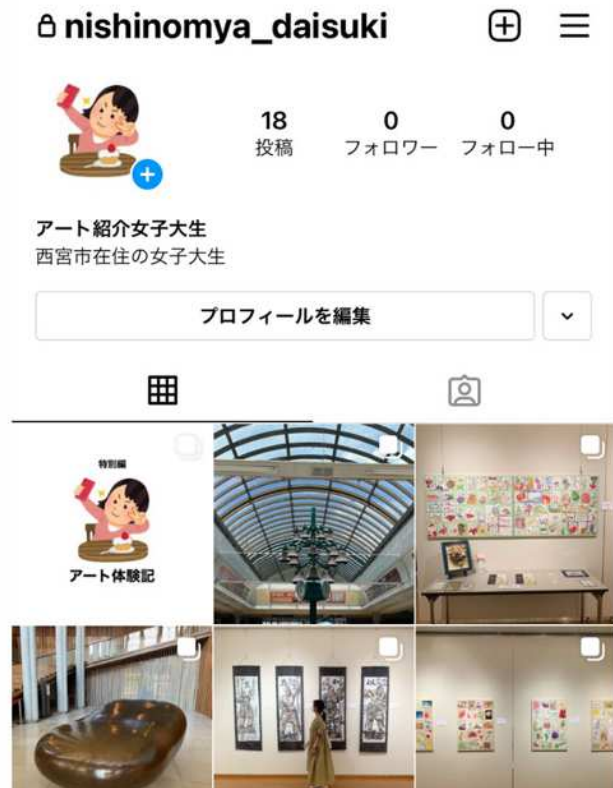 nishinomya_daisuki
18 0 0
投稿 フォロワー フォロー中
アート紹介女子大生
西宮市在住の女子大生
プロフィールを編集
特別編
アート体験記